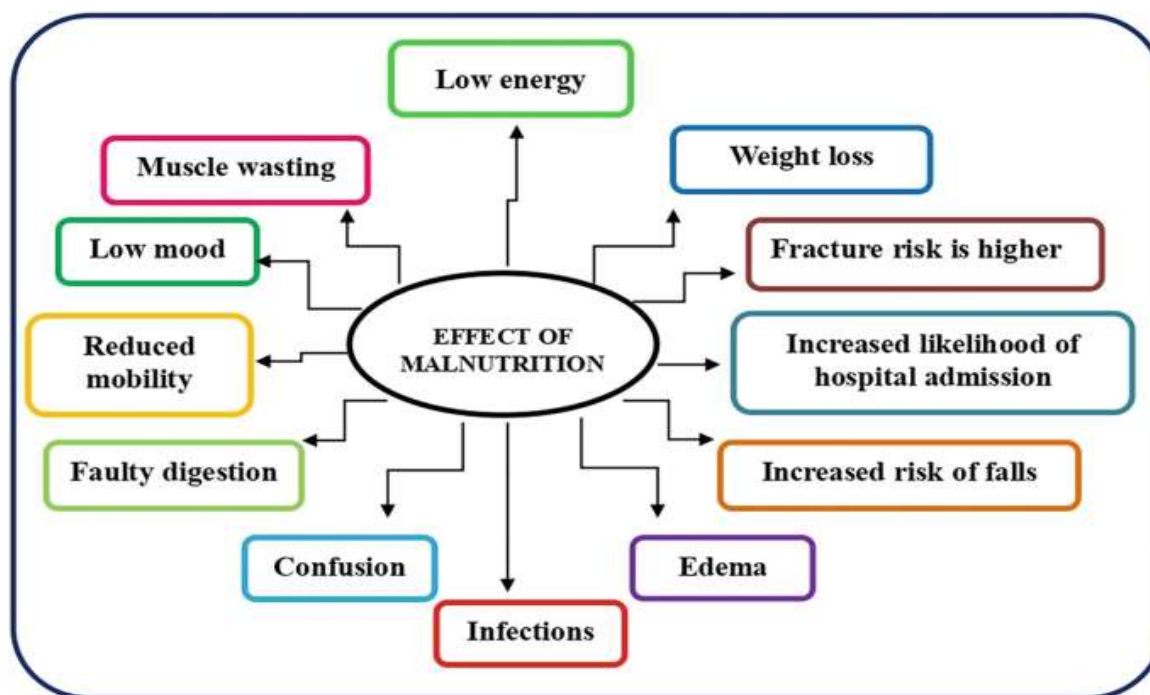 Low energy
Muscle wasting
Weight loss
Low mood
Fracture risk is higher
EFFECT OF
MALNUTRITION
Reduced
mobility
Increased likelihood of
hospital admission
Faulty digestion
Increased risk of falls
Confusion
Edema
Infections